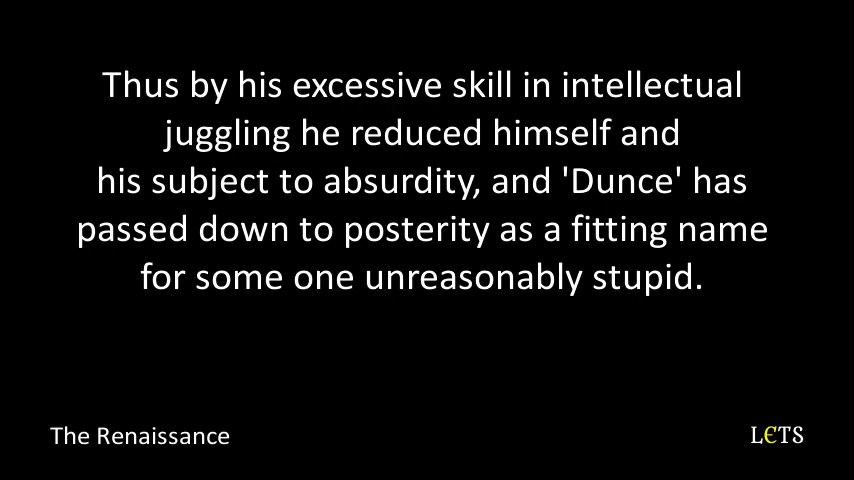 Thus by his excessive skill in intellectual
juggling he reduced himself and
his subject to absurdity, and 'Dunce' has
passed down to posterity as a fitting name
for some one unreasonably stupid.
The Renaissance
LЄTS